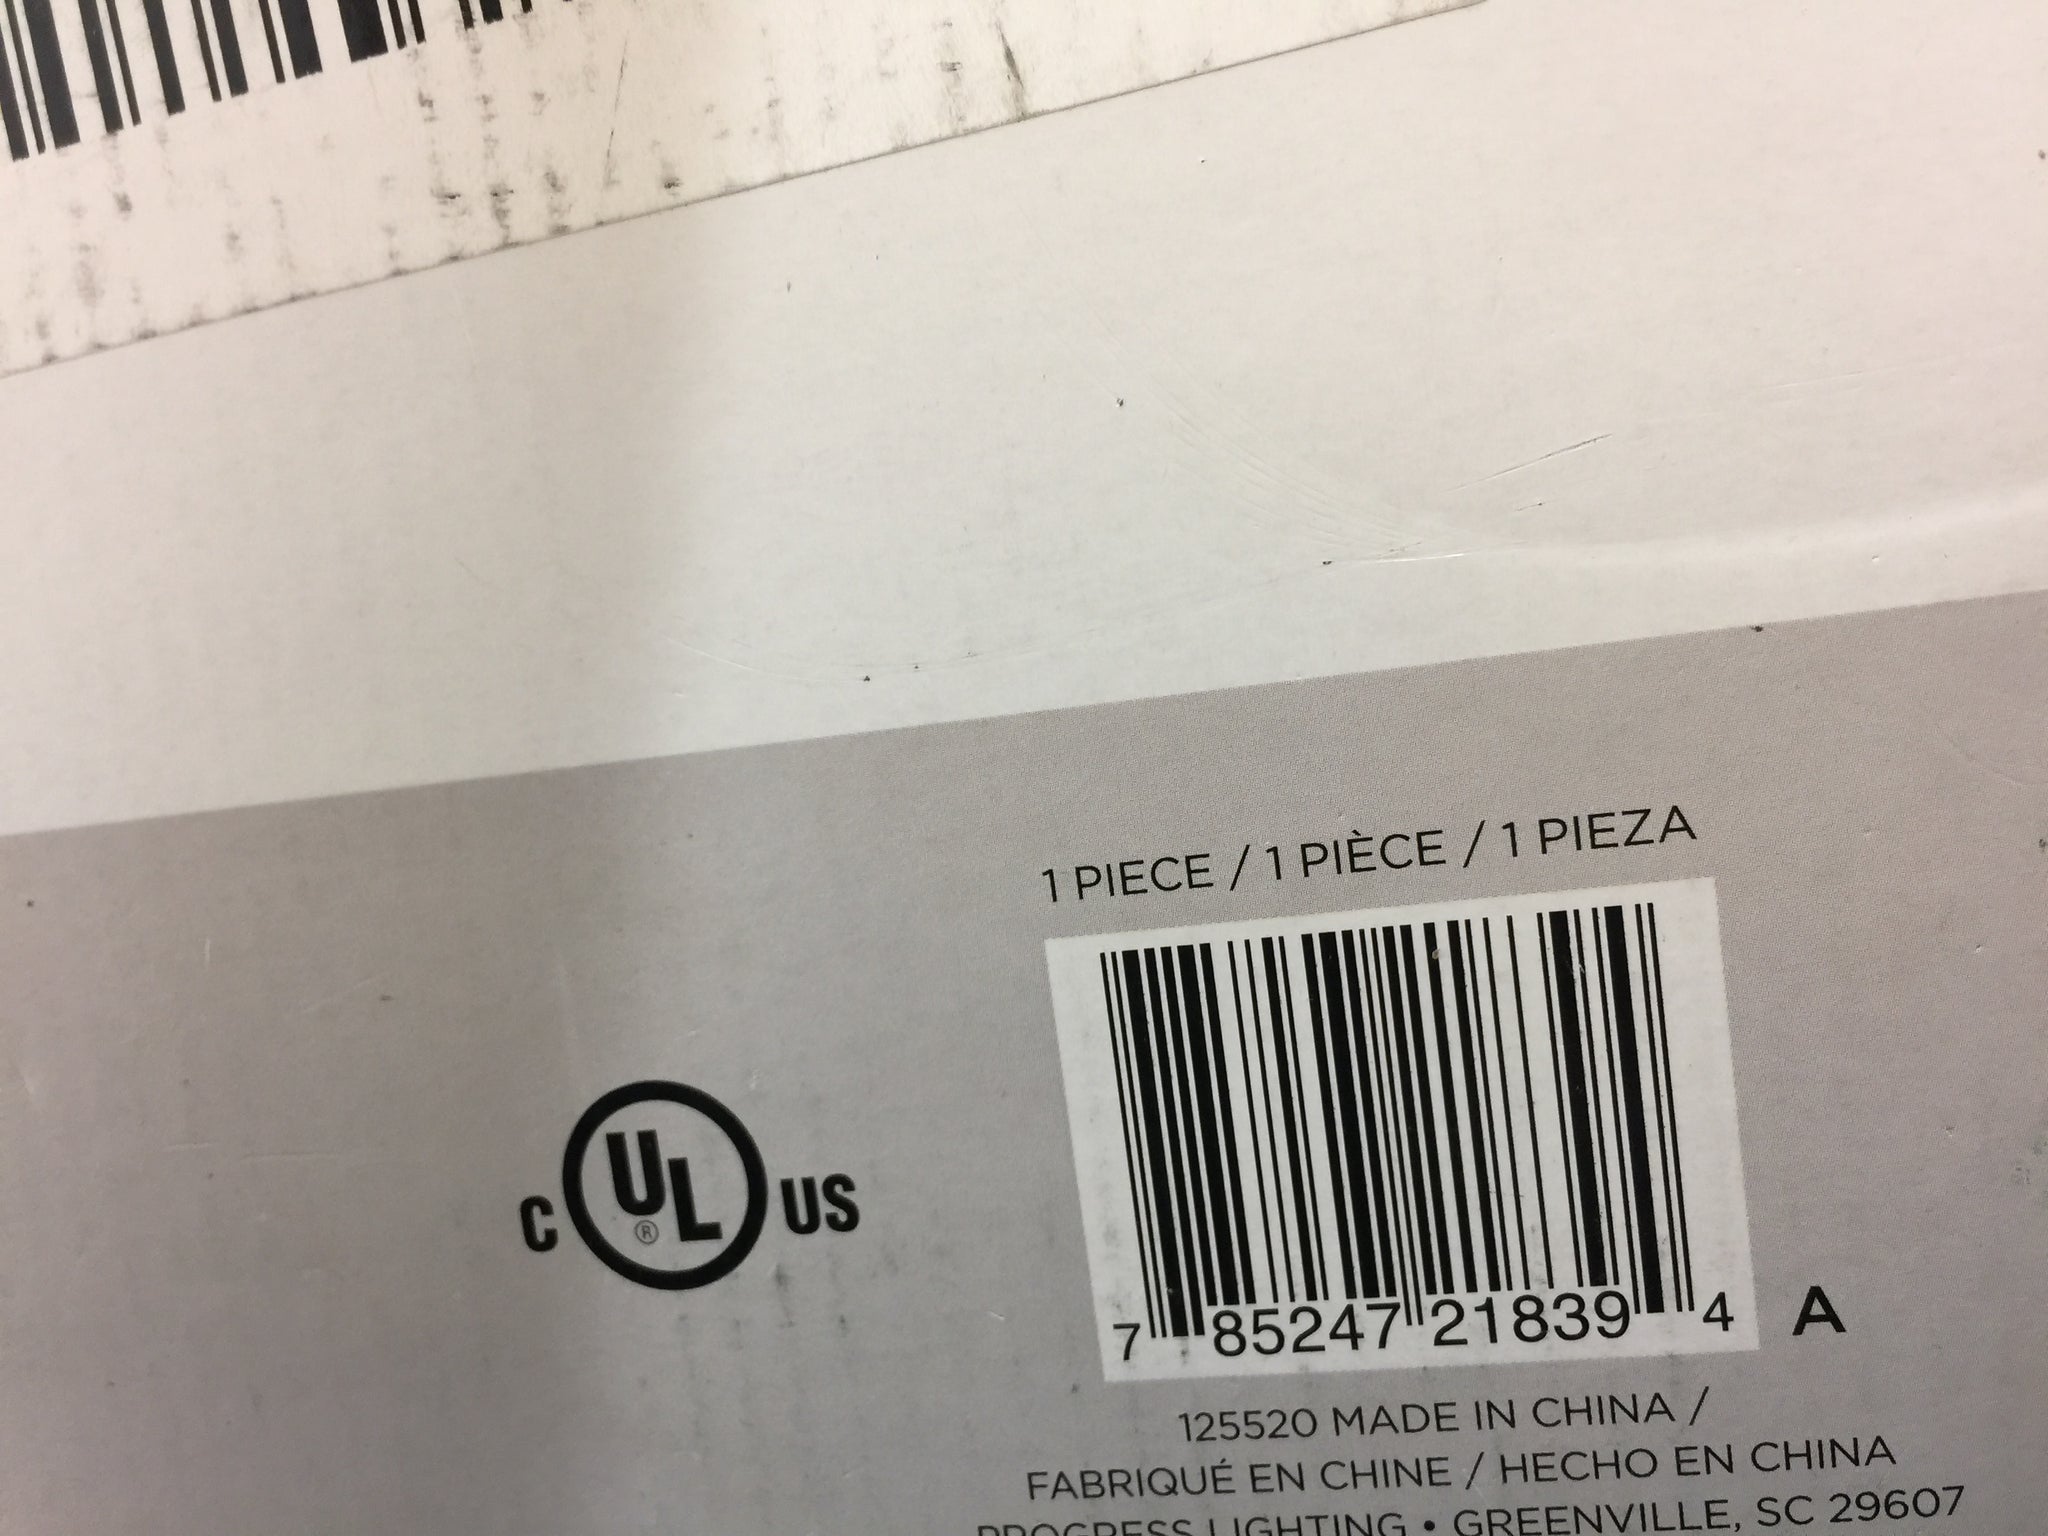 1 PIECE / 1 PIÈCE / 1 PIEZA
C UL® US
7 85247 21839 4 A
125520 MADE IN CHINA /
FABRIQUÉ EN CHINE / HECHO EN CHINA
PROGRESS LIGHTING • GREENVILLE, SC 29607